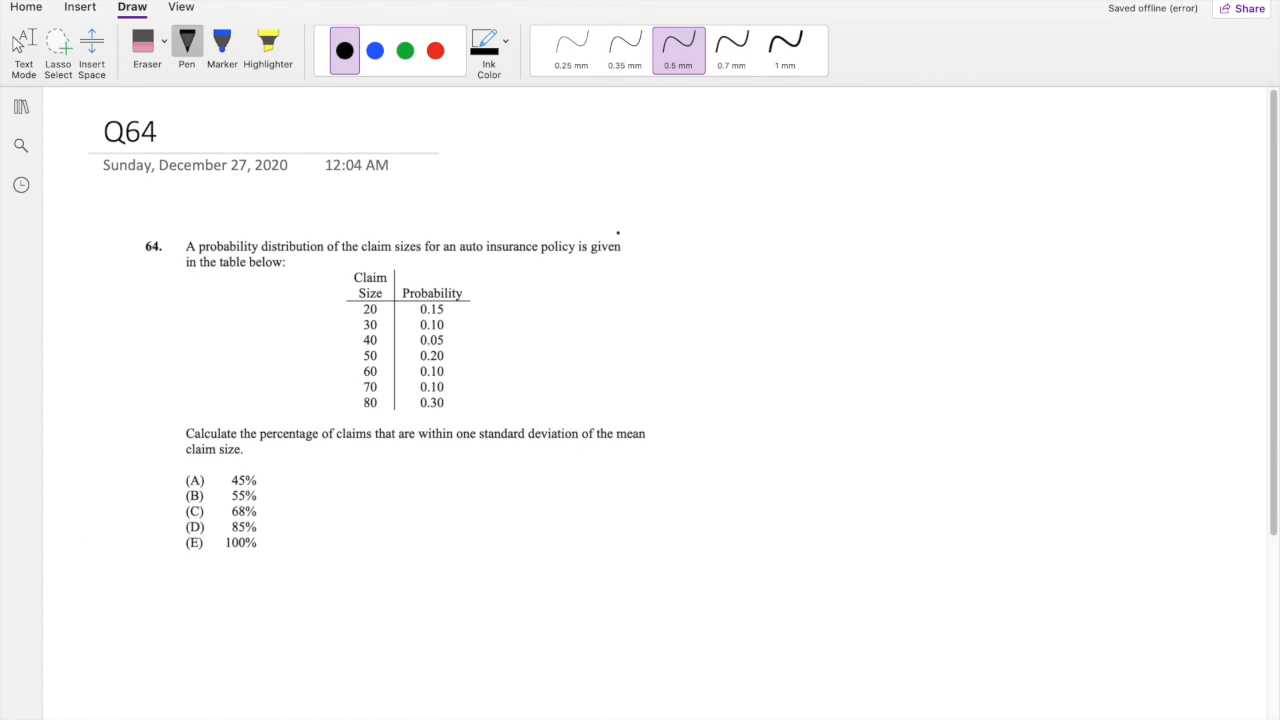 Home Insert Draw View
Saved offline (error) Share
Text Mode Lasso Select Insert Space Eraser Pen Marker Highlighter Ink Color 0.25 mm 0.35 mm 0.5 mm 0.7 mm 1 mm
Q64
Sunday, December 27, 2020 12:04 AM
64. A probability distribution of the claim sizes for an auto insurance policy is given
in the table below:
Claim
Size Probability
20 0.15
30 0.10
40 0.05
50 0.20
60 0.10
70 0.10
80 0.30
Calculate the percentage of claims that are within one standard deviation of the mean
claim size.
(A) 45%
(B) 55%
(C) 68%
(D) 85%
(E) 100%